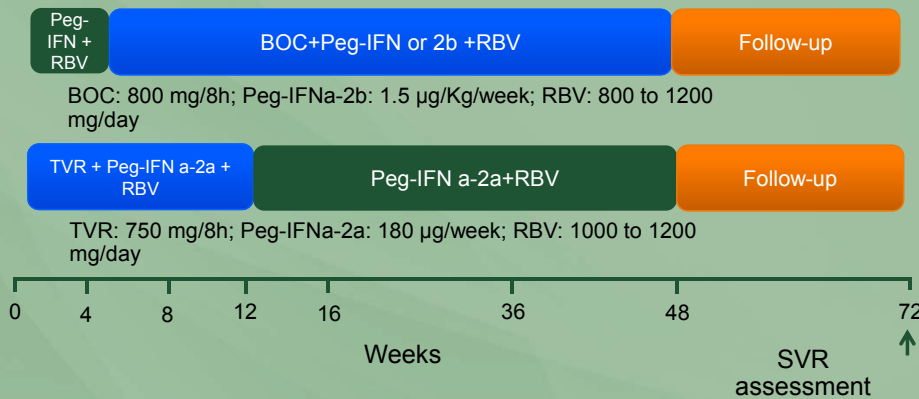 Peg-
IFN +
RBV
BOC+Peg-IFN or 2b +RBV
Follow-up
BOC: 800 mg/8h; Peg-IFNa-2b: 1.5 µg/Kg/week; RBV: 800 to 1200
mg/day
TVR + Peg-IFN a-2a +
RBV
Peg-IFN a-2a+RBV
Follow-up
TVR: 750 mg/8h; Peg-IFNa-2a: 180 µg/week; RBV: 1000 to 1200
mg/day
0 4 8 12 16 36 48 72
Weeks
SVR
assessment